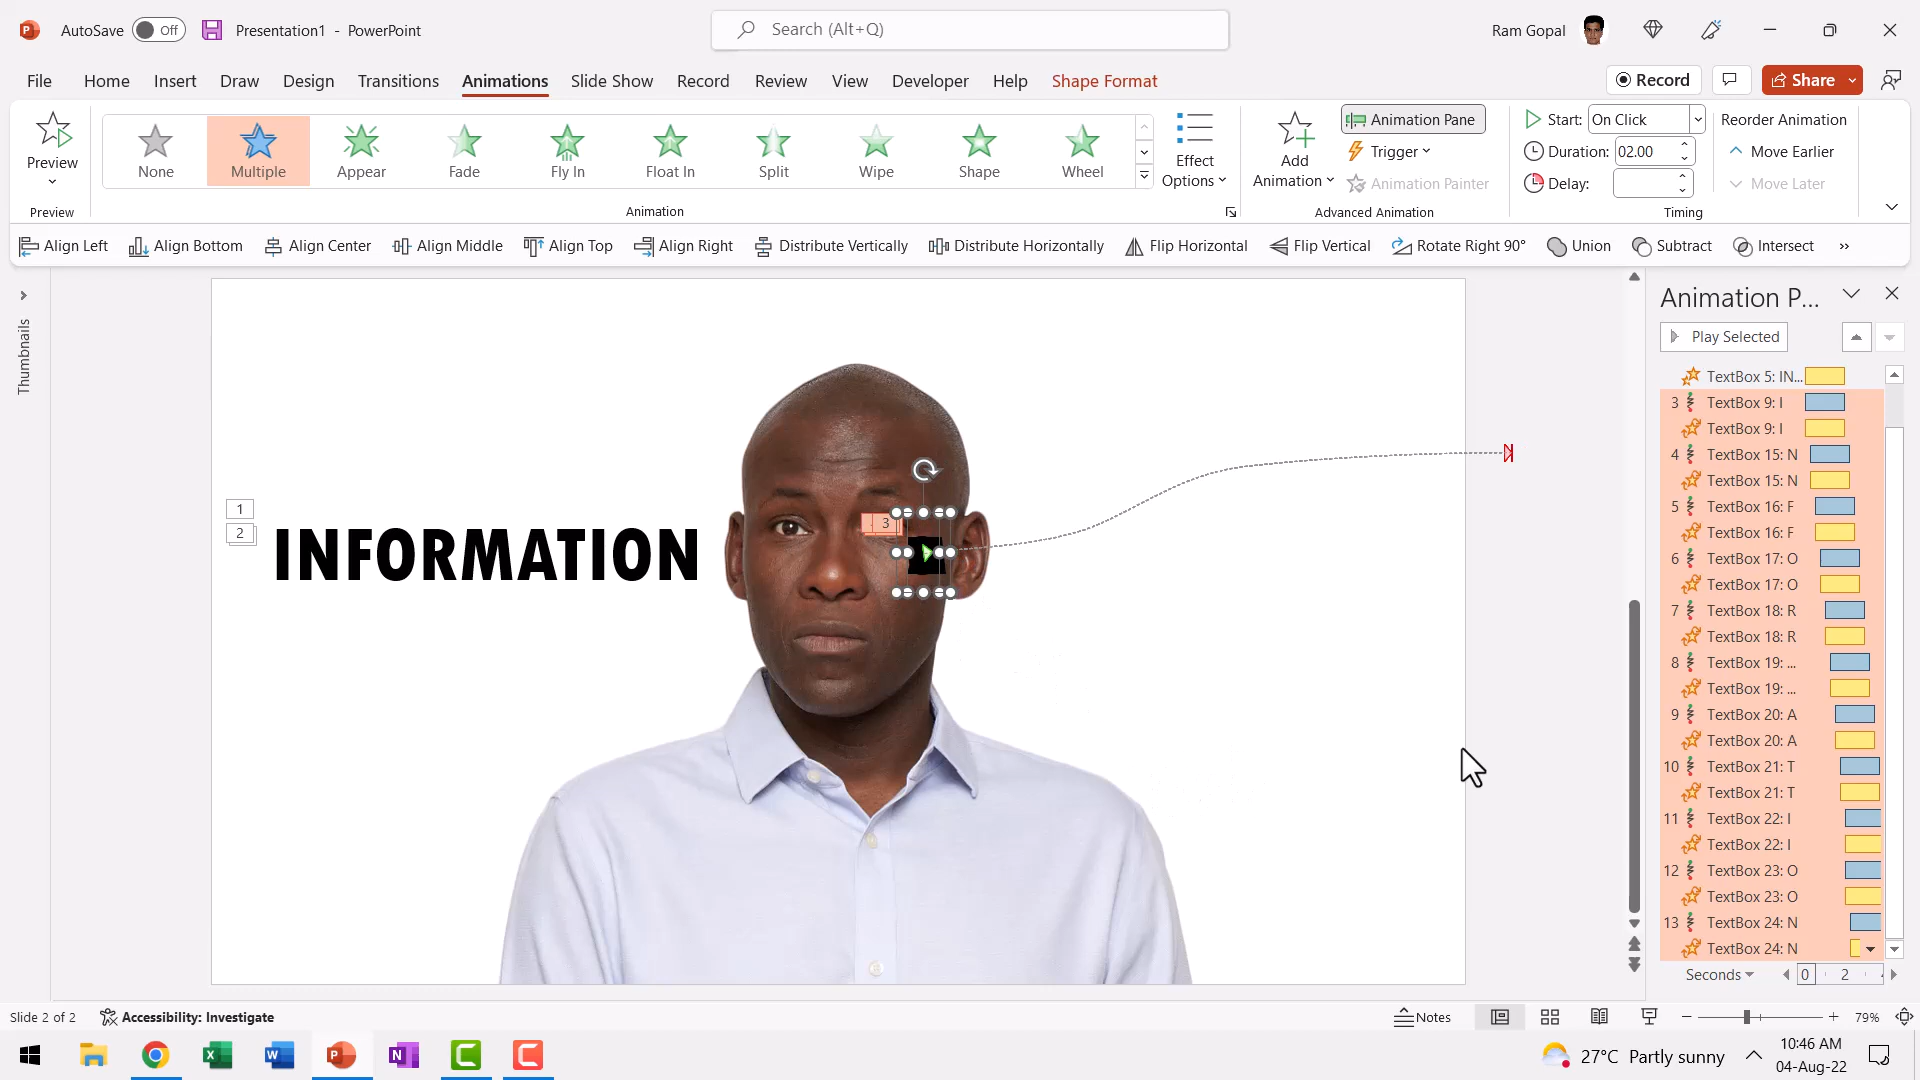 AutoSave Off Presentation1 - PowerPoint Search (Alt+Q) Ram Gopal
File Home Insert Draw Design Transitions Animations Slide Show Record Review View Developer Help Shape Format Record Share
Preview
None Multiple Appear Fade Fly In Float In Split Wipe Shape Wheel
Effect Options
Add Animation
Animation Pane
Trigger
Animation Painter
Start: On Click
Duration: 02.00
Delay:
Reorder Animation
Move Earlier
Move Later
Preview Animation Advanced Animation Timing
Align Left Align Bottom Align Center Align Middle Align Top Align Right Distribute Vertically Distribute Horizontally Flip Horizontal Flip Vertical Rotate Right 90° Union Subtract Intersect
Thumbnails
1
2
INFORMATION
3
Animation P...
Play Selected
TextBox 5: IN...
3 TextBox 9: I
TextBox 9: I
4 TextBox 15: N
TextBox 15: N
5 TextBox 16: F
TextBox 16: F
6 TextBox 17: O
TextBox 17: O
7 TextBox 18: R
TextBox 18: R
8 TextBox 19: ...
TextBox 19: ...
9 TextBox 20: A
TextBox 20: A
10 TextBox 21: T
TextBox 21: T
11 TextBox 22: I
TextBox 22: I
12 TextBox 23: O
TextBox 23: O
13 TextBox 24: N
TextBox 24: N
Seconds 0 2
Slide 2 of 2 Accessibility: Investigate Notes 79%
27°C Partly sunny 10:46 AM
04-Aug-22